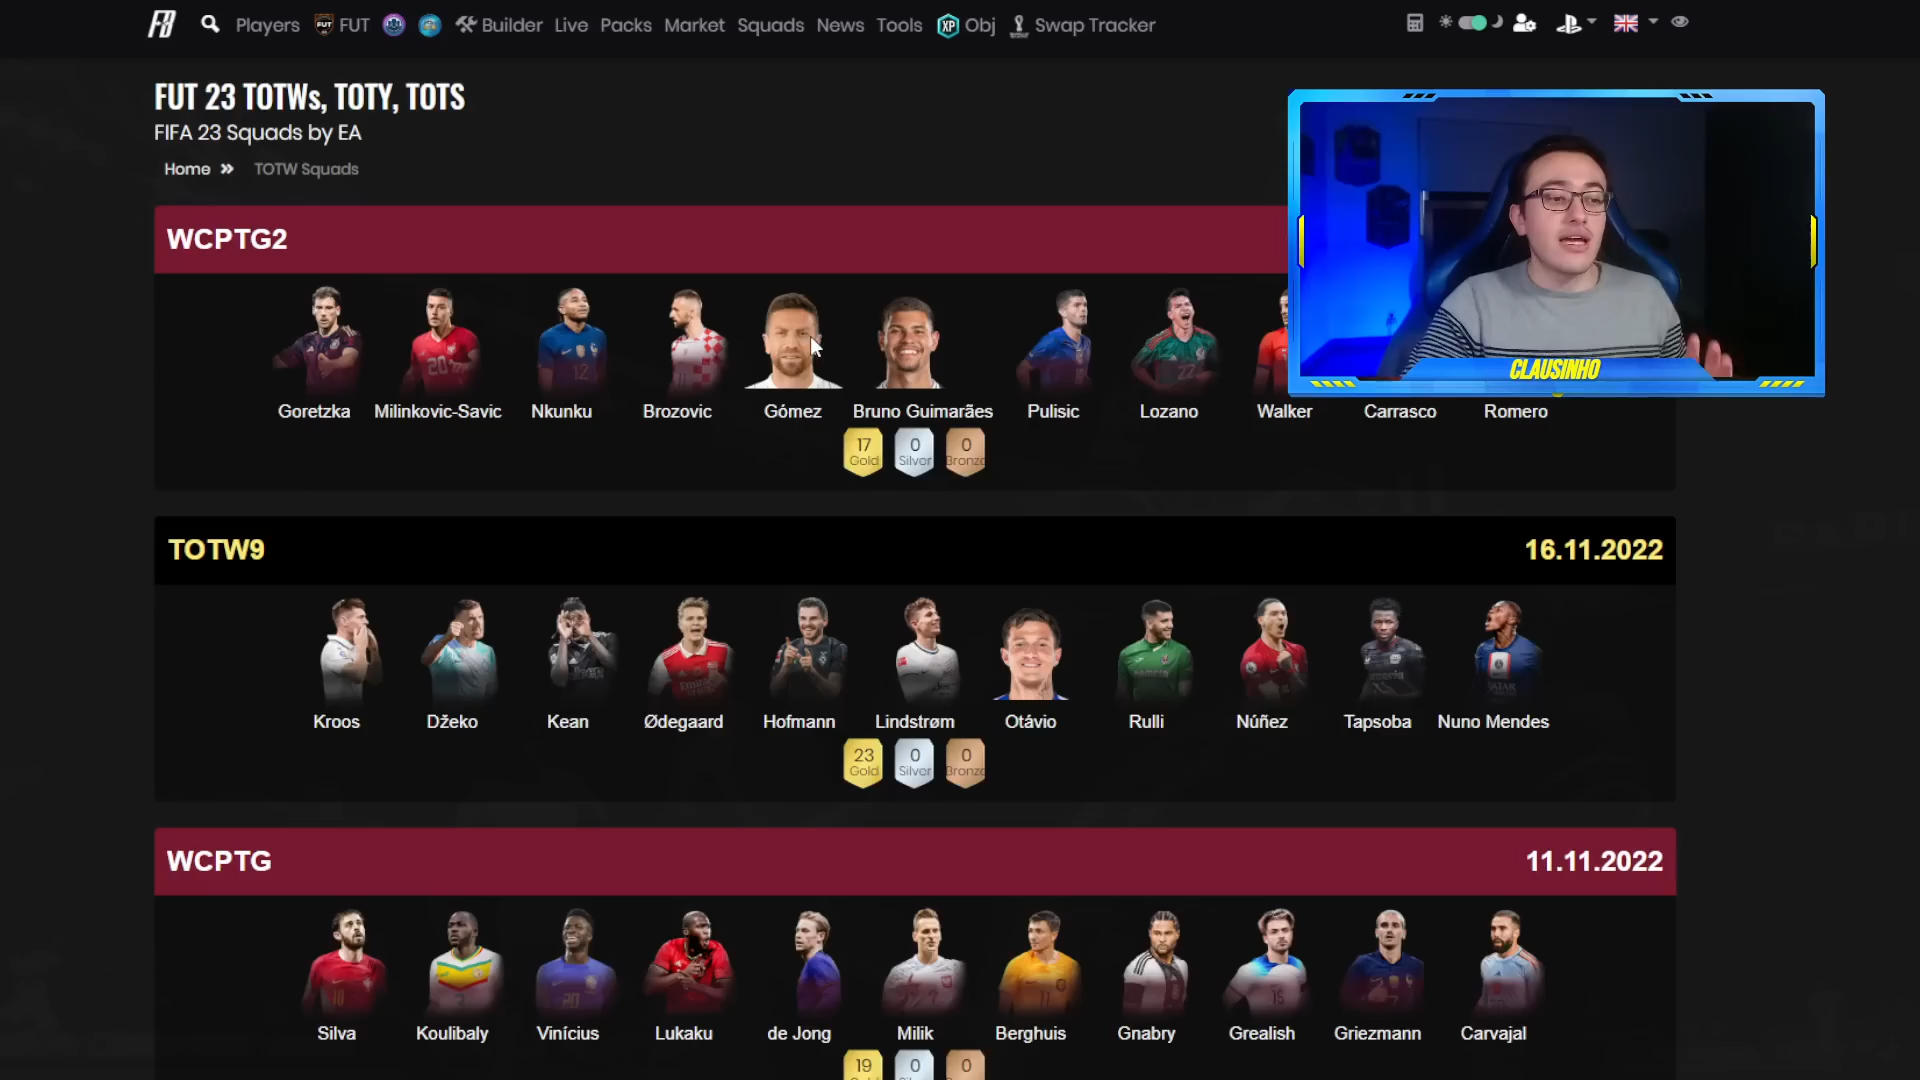 Players FUT FUT Builder Live Packs Market Squads News Tools XP Obj Swap Tracker
FUT 23 TOTWs, TOTY, TOTS
FIFA 23 Squads by EA
Home » TOTW Squads
CLAUSINHO
WCPTG2
Goretzka Milinkovic-Savic Nkunku Brozovic Gómez Bruno Guimarães Pulisic Lozano Walker Carrasco Romero
17 0 0
Gold Silver Bronze
TOTW9 16.11.2022
Kroos Džeko Kean Ødegaard Hofmann Lindstrøm Otávio Rulli Núñez Tapsoba Nuno Mendes
23 0 0
Gold Silver Bronze
WCPTG 11.11.2022
Silva Koulibaly Vinícius Lukaku de Jong Milik Berghuis Gnabry Grealish Griezmann Carvajal
19 0 0